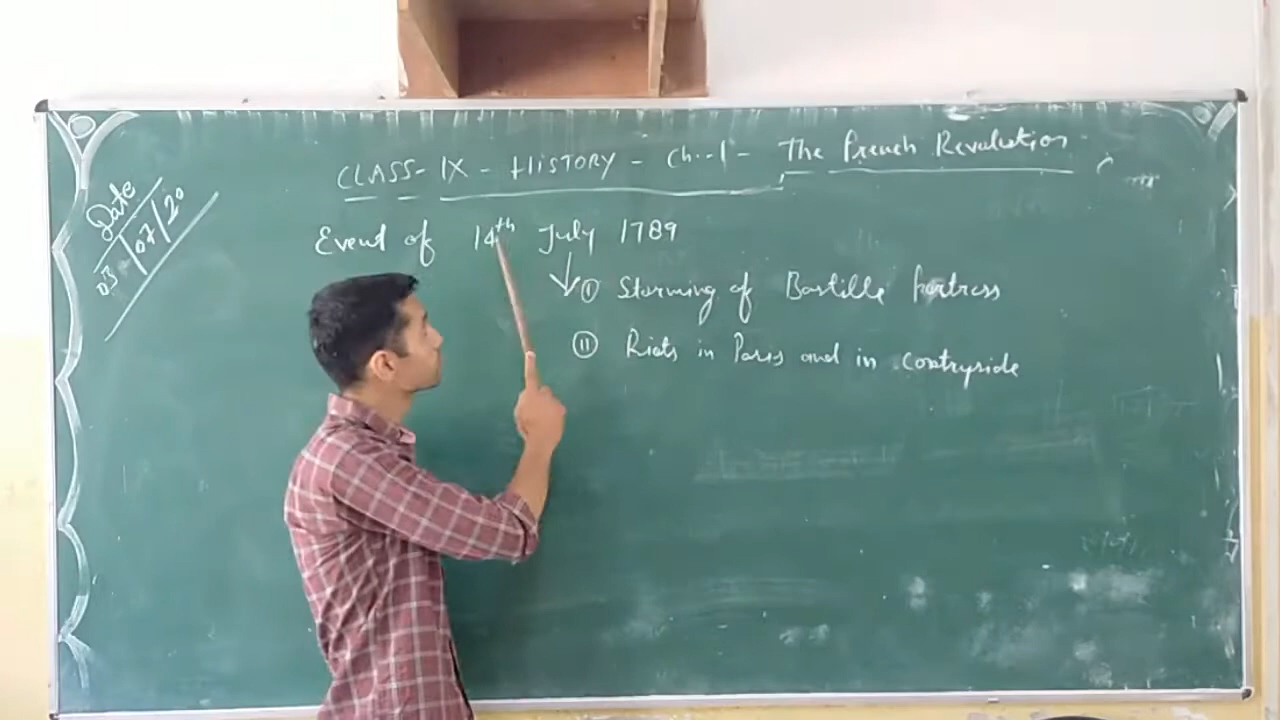 Date
03/07/20
CLASS-IX - HISTORY - Ch.-1 - The French Revolution
Event of 14th July 1789
(I) Storming of Bastille fortress
(II) Riots in Paris and in contryside